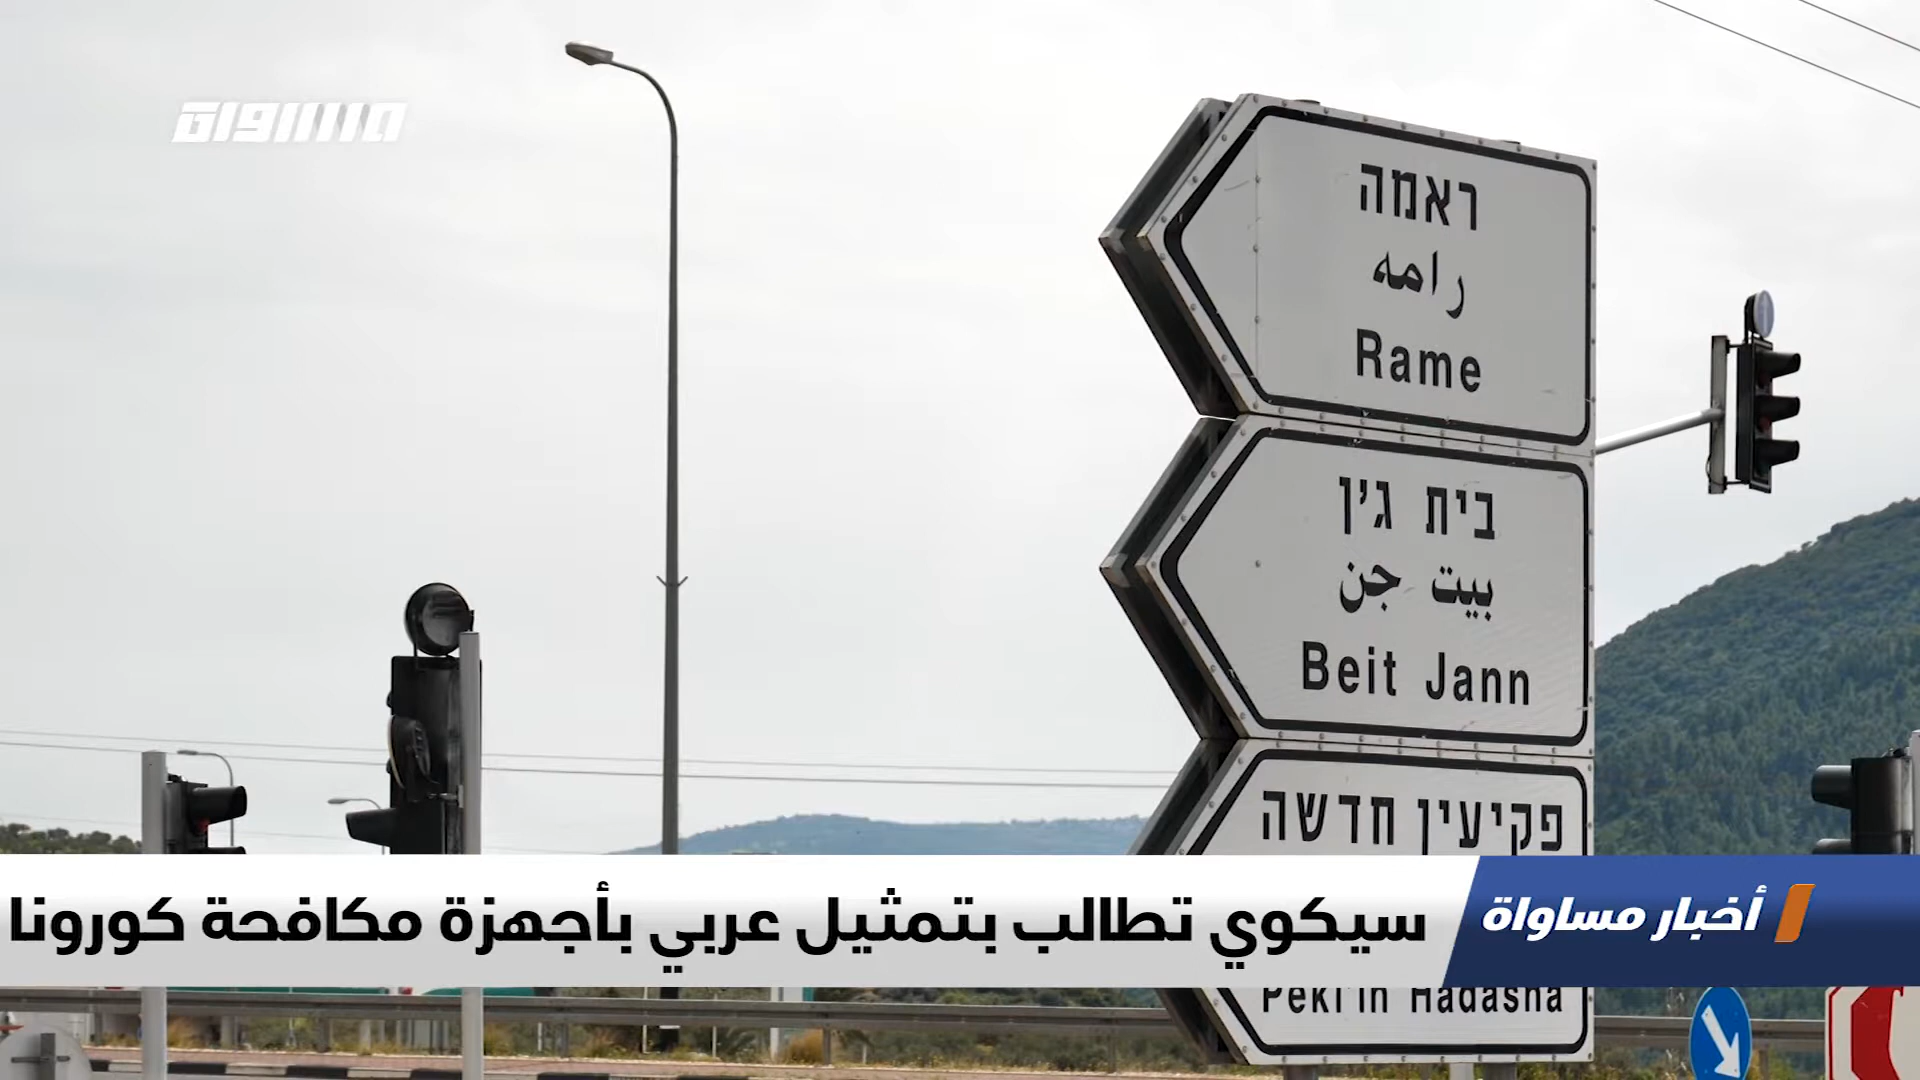 مساواة
ראמה
رامه
Rame
בית ג'ן
بيت جن
Beit Jann
פקיעין חדשה
Peki'in Hadasha
أخبار مساواة
سيكوي تطالب بتمثيل عربي بأجهزة مكافحة كورونا